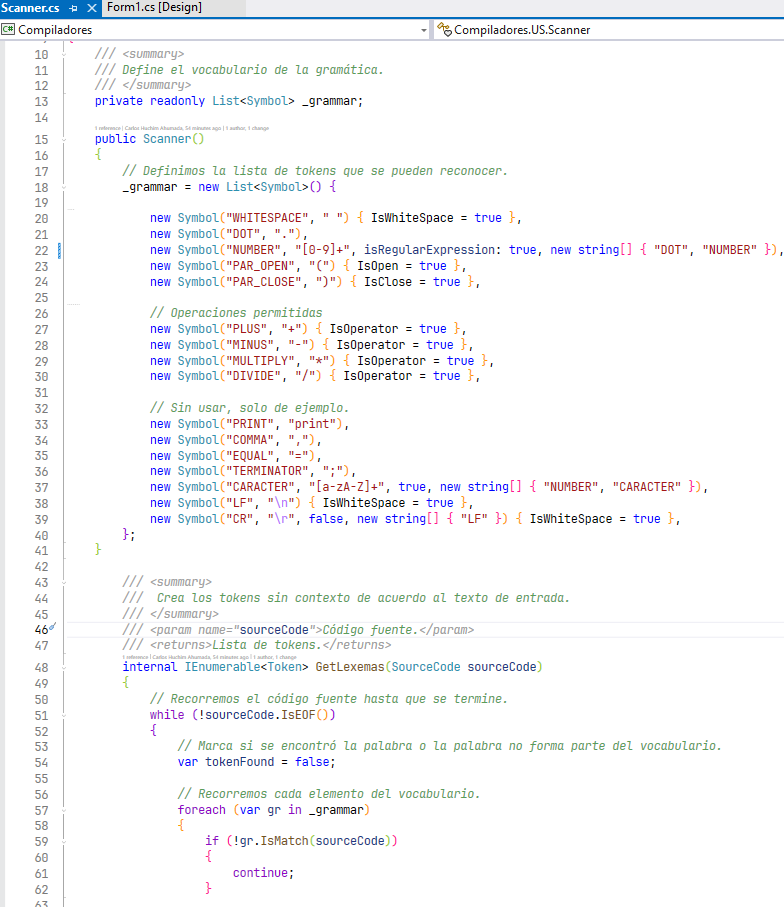 Scanner.cs
Form1.cs [Design]
C# Compiladores
Compiladores.US.Scanner
10 /// <summary>
11 /// Define el vocabulario de la gramática.
12 /// </summary>
13 private readonly List<Symbol> _grammar;
14
1 reference | Carlos Huchim Ahumada, 54 minutes ago | 1 author, 1 change
15 public Scanner()
16 {
17 // Definimos la lista de tokens que se pueden reconocer.
18 _grammar = new List<Symbol>() {
19
20 new Symbol("WHITESPACE", " ") { IsWhiteSpace = true },
21 new Symbol("DOT", "."),
22 new Symbol("NUMBER", "[0-9]+", isRegularExpression: true, new string[] { "DOT", "NUMBER" }),
23 new Symbol("PAR_OPEN", "(") { IsOpen = true },
24 new Symbol("PAR_CLOSE", ")") { IsClose = true },
25
26 // Operaciones permitidas
27 new Symbol("PLUS", "+") { IsOperator = true },
28 new Symbol("MINUS", "-") { IsOperator = true },
29 new Symbol("MULTIPLY", "*") { IsOperator = true },
30 new Symbol("DIVIDE", "/") { IsOperator = true },
31
32 // Sin usar, solo de ejemplo.
33 new Symbol("PRINT", "print"),
34 new Symbol("COMMA", ","),
35 new Symbol("EQUAL", "="),
36 new Symbol("TERMINATOR", ";"),
37 new Symbol("CARACTER", "[a-zA-Z]+", true, new string[] { "NUMBER", "CARACTER" }),
38 new Symbol("LF", "\n") { IsWhiteSpace = true },
39 new Symbol("CR", "\r", false, new string[] { "LF" }) { IsWhiteSpace = true },
40 };
41 }
42
43 /// <summary>
44 /// Crea los tokens sin contexto de acuerdo al texto de entrada.
45 /// </summary>
46 /// <param name="sourceCode">Código fuente.</param>
47 /// <returns>Lista de tokens.</returns>
1 reference | Carlos Huchim Ahumada, 54 minutes ago | 1 author, 1 change
48 internal IEnumerable<Token> GetLexemas(SourceCode sourceCode)
49 {
50 // Recorremos el código fuente hasta que se termine.
51 while (!sourceCode.IsEOF())
52 {
53 // Marca si se encontró la palabra o la palabra no forma parte del vocabulario.
54 var tokenFound = false;
55
56 // Recorremos cada elemento del vocabulario.
57 foreach (var gr in _grammar)
58 {
59 if (!gr.IsMatch(sourceCode))
60 {
61 continue;
62 }
63